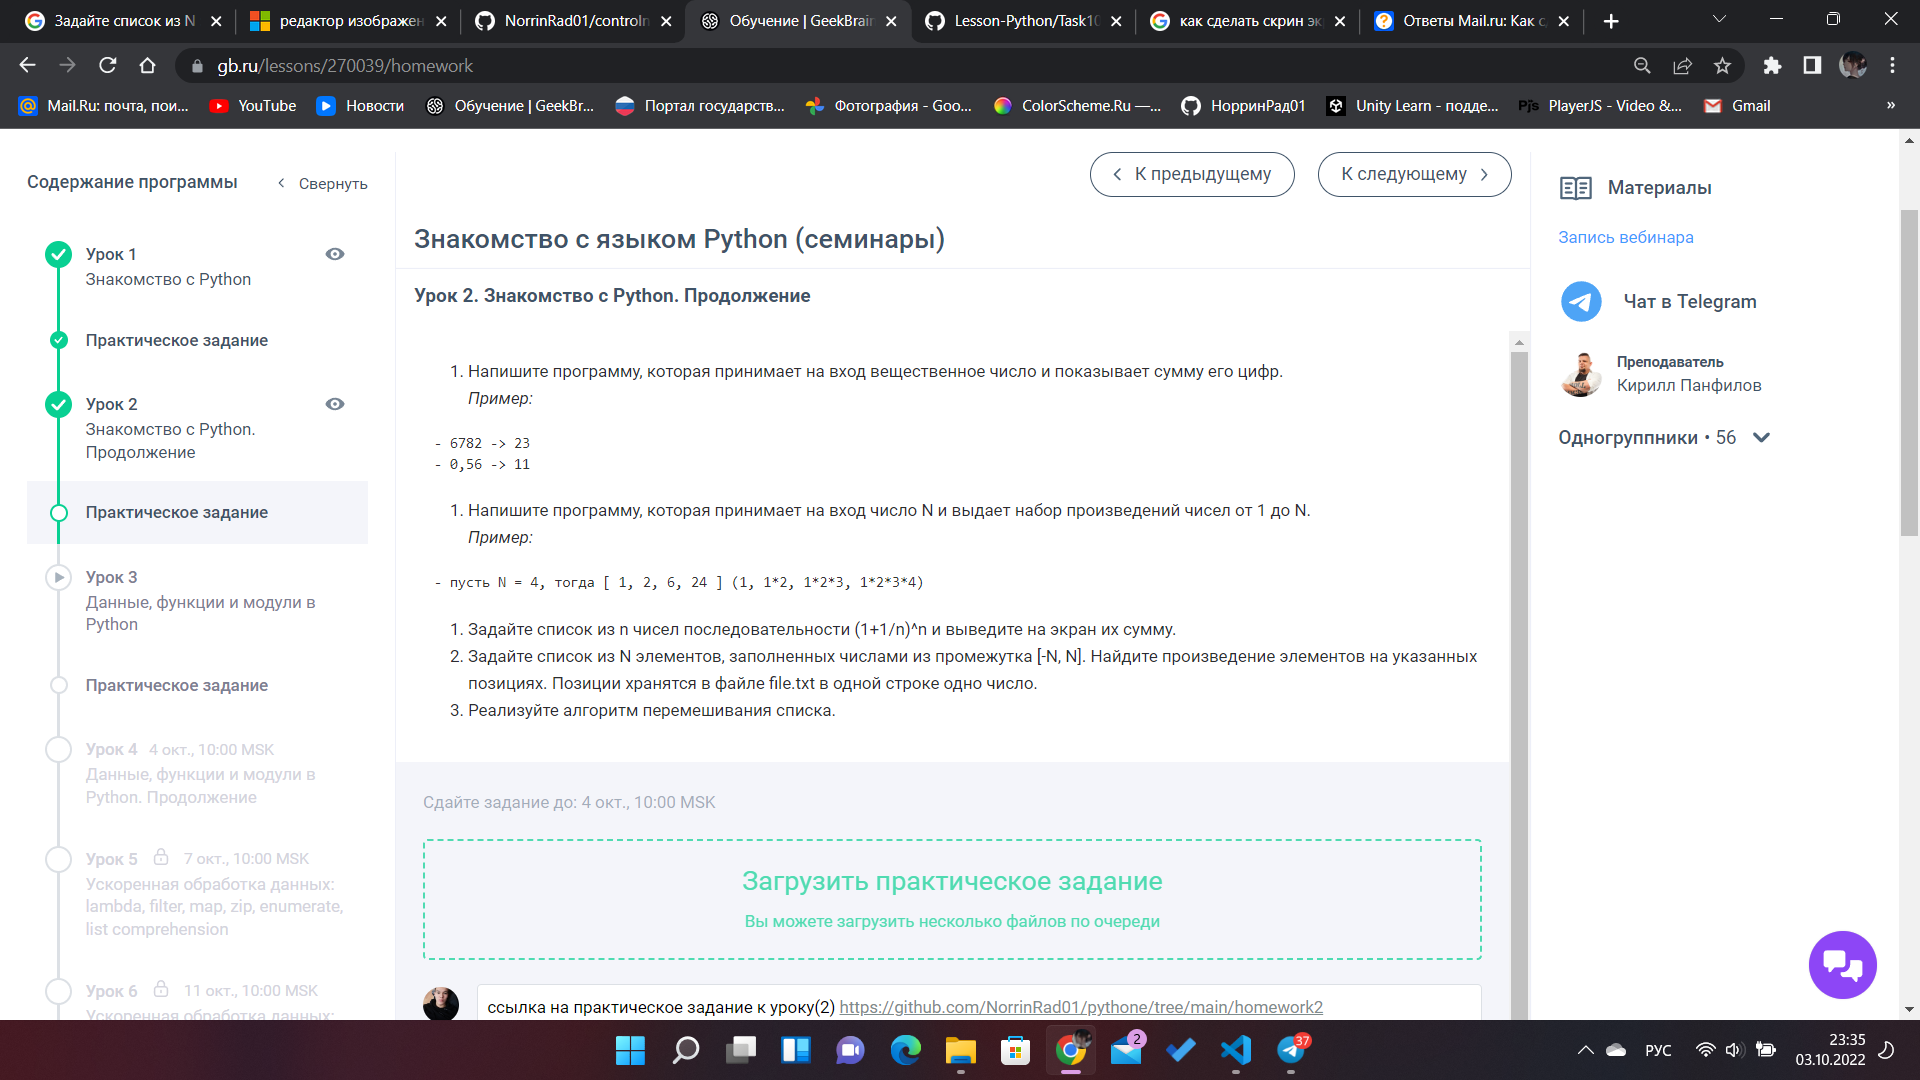 Задайте список из N
редактор изображен
NorrinRad01/controln
Обучение | GeekBrain
Lesson-Python/Task10
как сделать скрин эк
Ответы Mail.ru: Как с
gb.ru/lessons/270039/homework
Mail.Ru: почта, пои...
YouTube
Новости
Обучение | GeekBr...
Портал государств...
Фотография - Goo...
ColorScheme.Ru —...
НорринРад01
Unity Learn - подде...
PlayerJS - Video &...
Gmail
»
Содержание программы
Свернуть
К предыдущему
К следующему
Материалы
Запись вебинара
Чат в Telegram
Преподаватель
Кирилл Панфилов
Одногруппники • 56
Урок 1
Знакомство с Python
Практическое задание
Урок 2
Знакомство с Python.
Продолжение
Практическое задание
Урок 3
Данные, функции и модули в
Python
Практическое задание
Урок 4 4 окт., 10:00 MSK
Данные, функции и модули в
Python. Продолжение
Урок 5 7 окт., 10:00 MSK
Ускоренная обработка данных:
lambda, filter, map, zip, enumerate,
list comprehension
Урок 6 11 окт., 10:00 MSK
Ускоренная обработка данных:
Знакомство с языком Python (семинары)
Урок 2. Знакомство с Python. Продолжение
1. Напишите программу, которая принимает на вход вещественное число и показывает сумму его цифр.
Пример:
- 6782 -> 23
- 0,56 -> 11
1. Напишите программу, которая принимает на вход число N и выдает набор произведений чисел от 1 до N.
Пример:
- пусть N = 4, тогда [ 1, 2, 6, 24 ] (1, 1*2, 1*2*3, 1*2*3*4)
1. Задайте список из n чисел последовательности (1+1/n)^n и выведите на экран их сумму.
2. Задайте список из N элементов, заполненных числами из промежутка [-N, N]. Найдите произведение элементов на указанных
позициях. Позиции хранятся в файле file.txt в одной строке одно число.
3. Реализуйте алгоритм перемешивания списка.
Сдайте задание до: 4 окт., 10:00 MSK
Загрузить практическое задание
Вы можете загрузить несколько файлов по очереди
ссылка на практическое задание к уроку(2) https://github.com/NorrinRad01/pythone/tree/main/homework2
2
37
РУС
23:35
03.10.2022